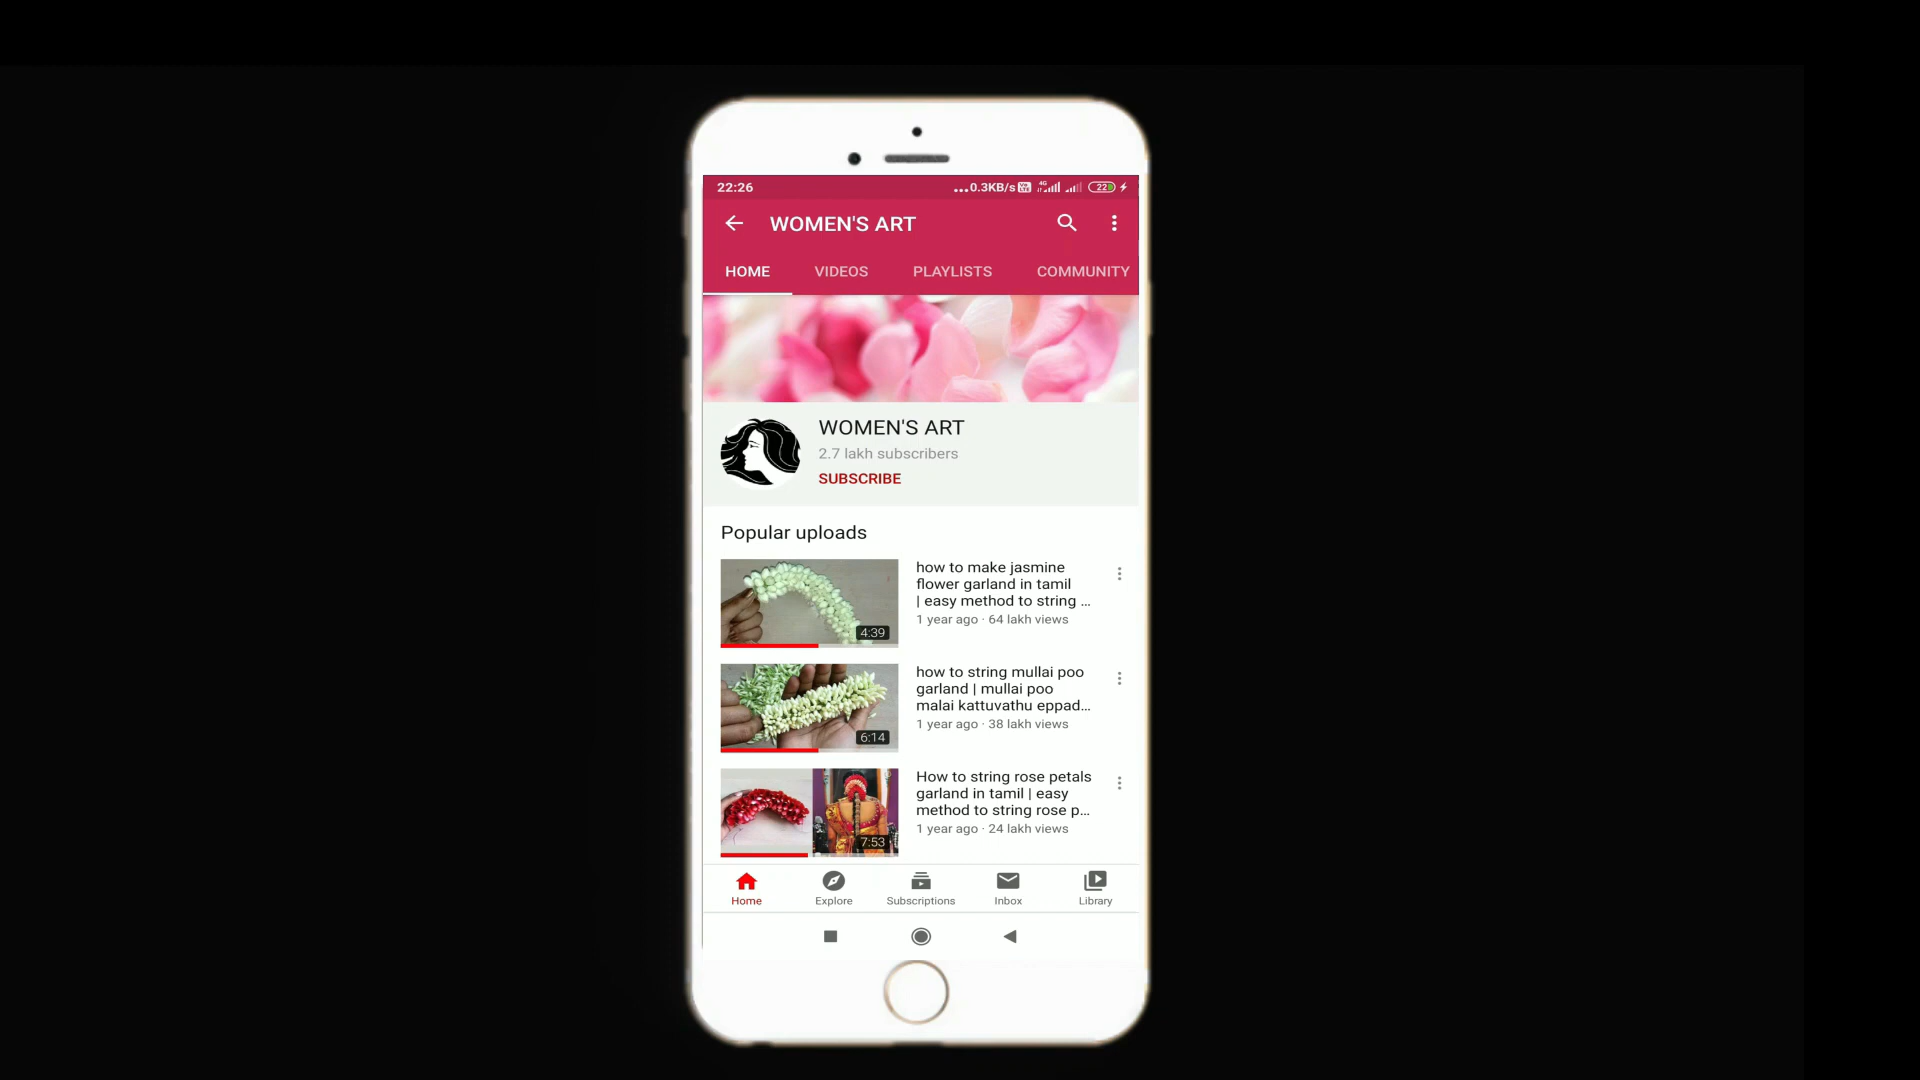 22:26
...0.3KB/s 4G 22
WOMEN'S ART
HOME VIDEOS PLAYLISTS COMMUNITY
WOMEN'S ART
2.7 lakh subscribers
SUBSCRIBE
Popular uploads
how to make jasmine
flower garland in tamil
| easy method to string ...
1 year ago · 64 lakh views
4:39
how to string mullai poo
garland | mullai poo
malai kattuvathu eppad...
1 year ago · 38 lakh views
6:14
How to string rose petals
garland in tamil | easy
method to string rose p...
1 year ago · 24 lakh views
7:53
Home Explore Subscriptions Inbox Library